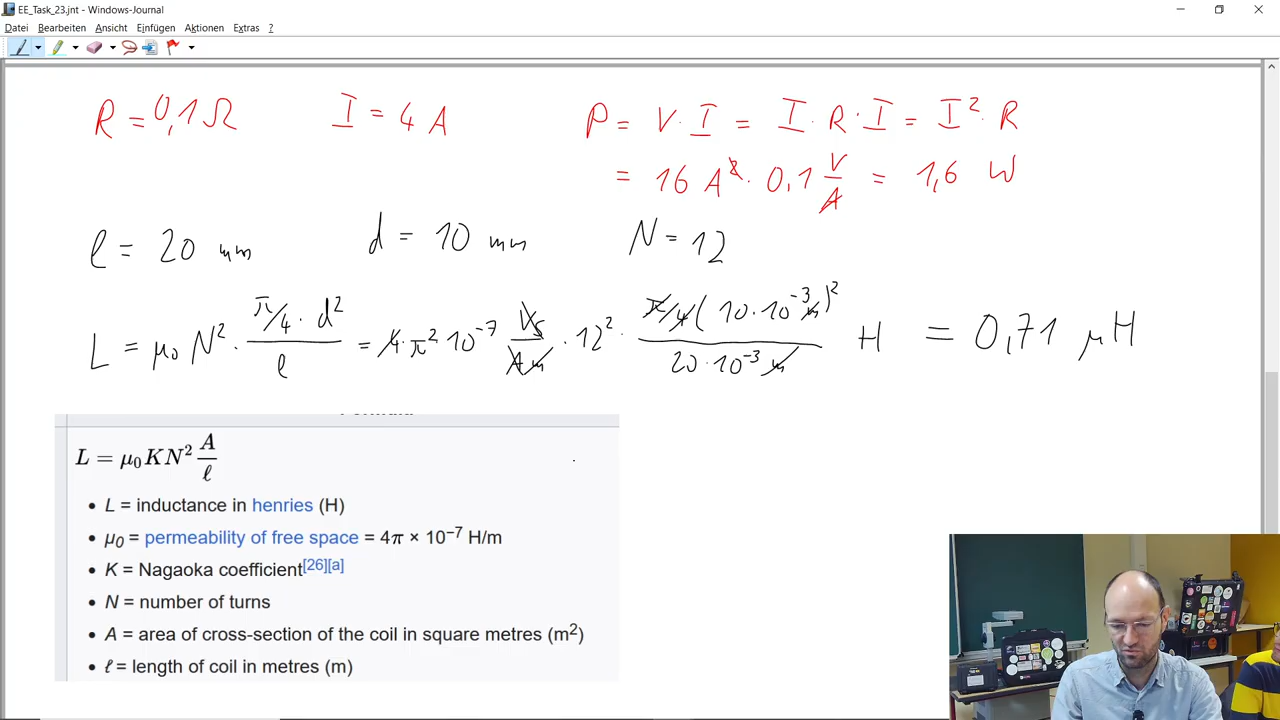 EE_Task_23.jnt - Windows-Journal
Datei Bearbeiten Ansicht Einfügen Aktionen Extras ?
R = 0,1 Ω I = 4 A P = V · I = I · R · I = I² · R
= 16 A² · 0,1 V/A = 1,6 W
ℓ = 20 mm d = 10 mm N = 12
L = μ₀ N² · π/4 · d² / ℓ = 4 · π² 10⁻⁷ Vs/Am · 12² · π/4 (10 · 10⁻³ m)² / 20 · 10⁻³ m H = 0,71 μH
L = μ₀KN² A/ℓ
• L = inductance in henries (H)
• μ₀ = permeability of free space = 4π × 10⁻⁷ H/m
• K = Nagaoka coefficient[26][a]
• N = number of turns
• A = area of cross-section of the coil in square metres (m²)
• ℓ = length of coil in metres (m)